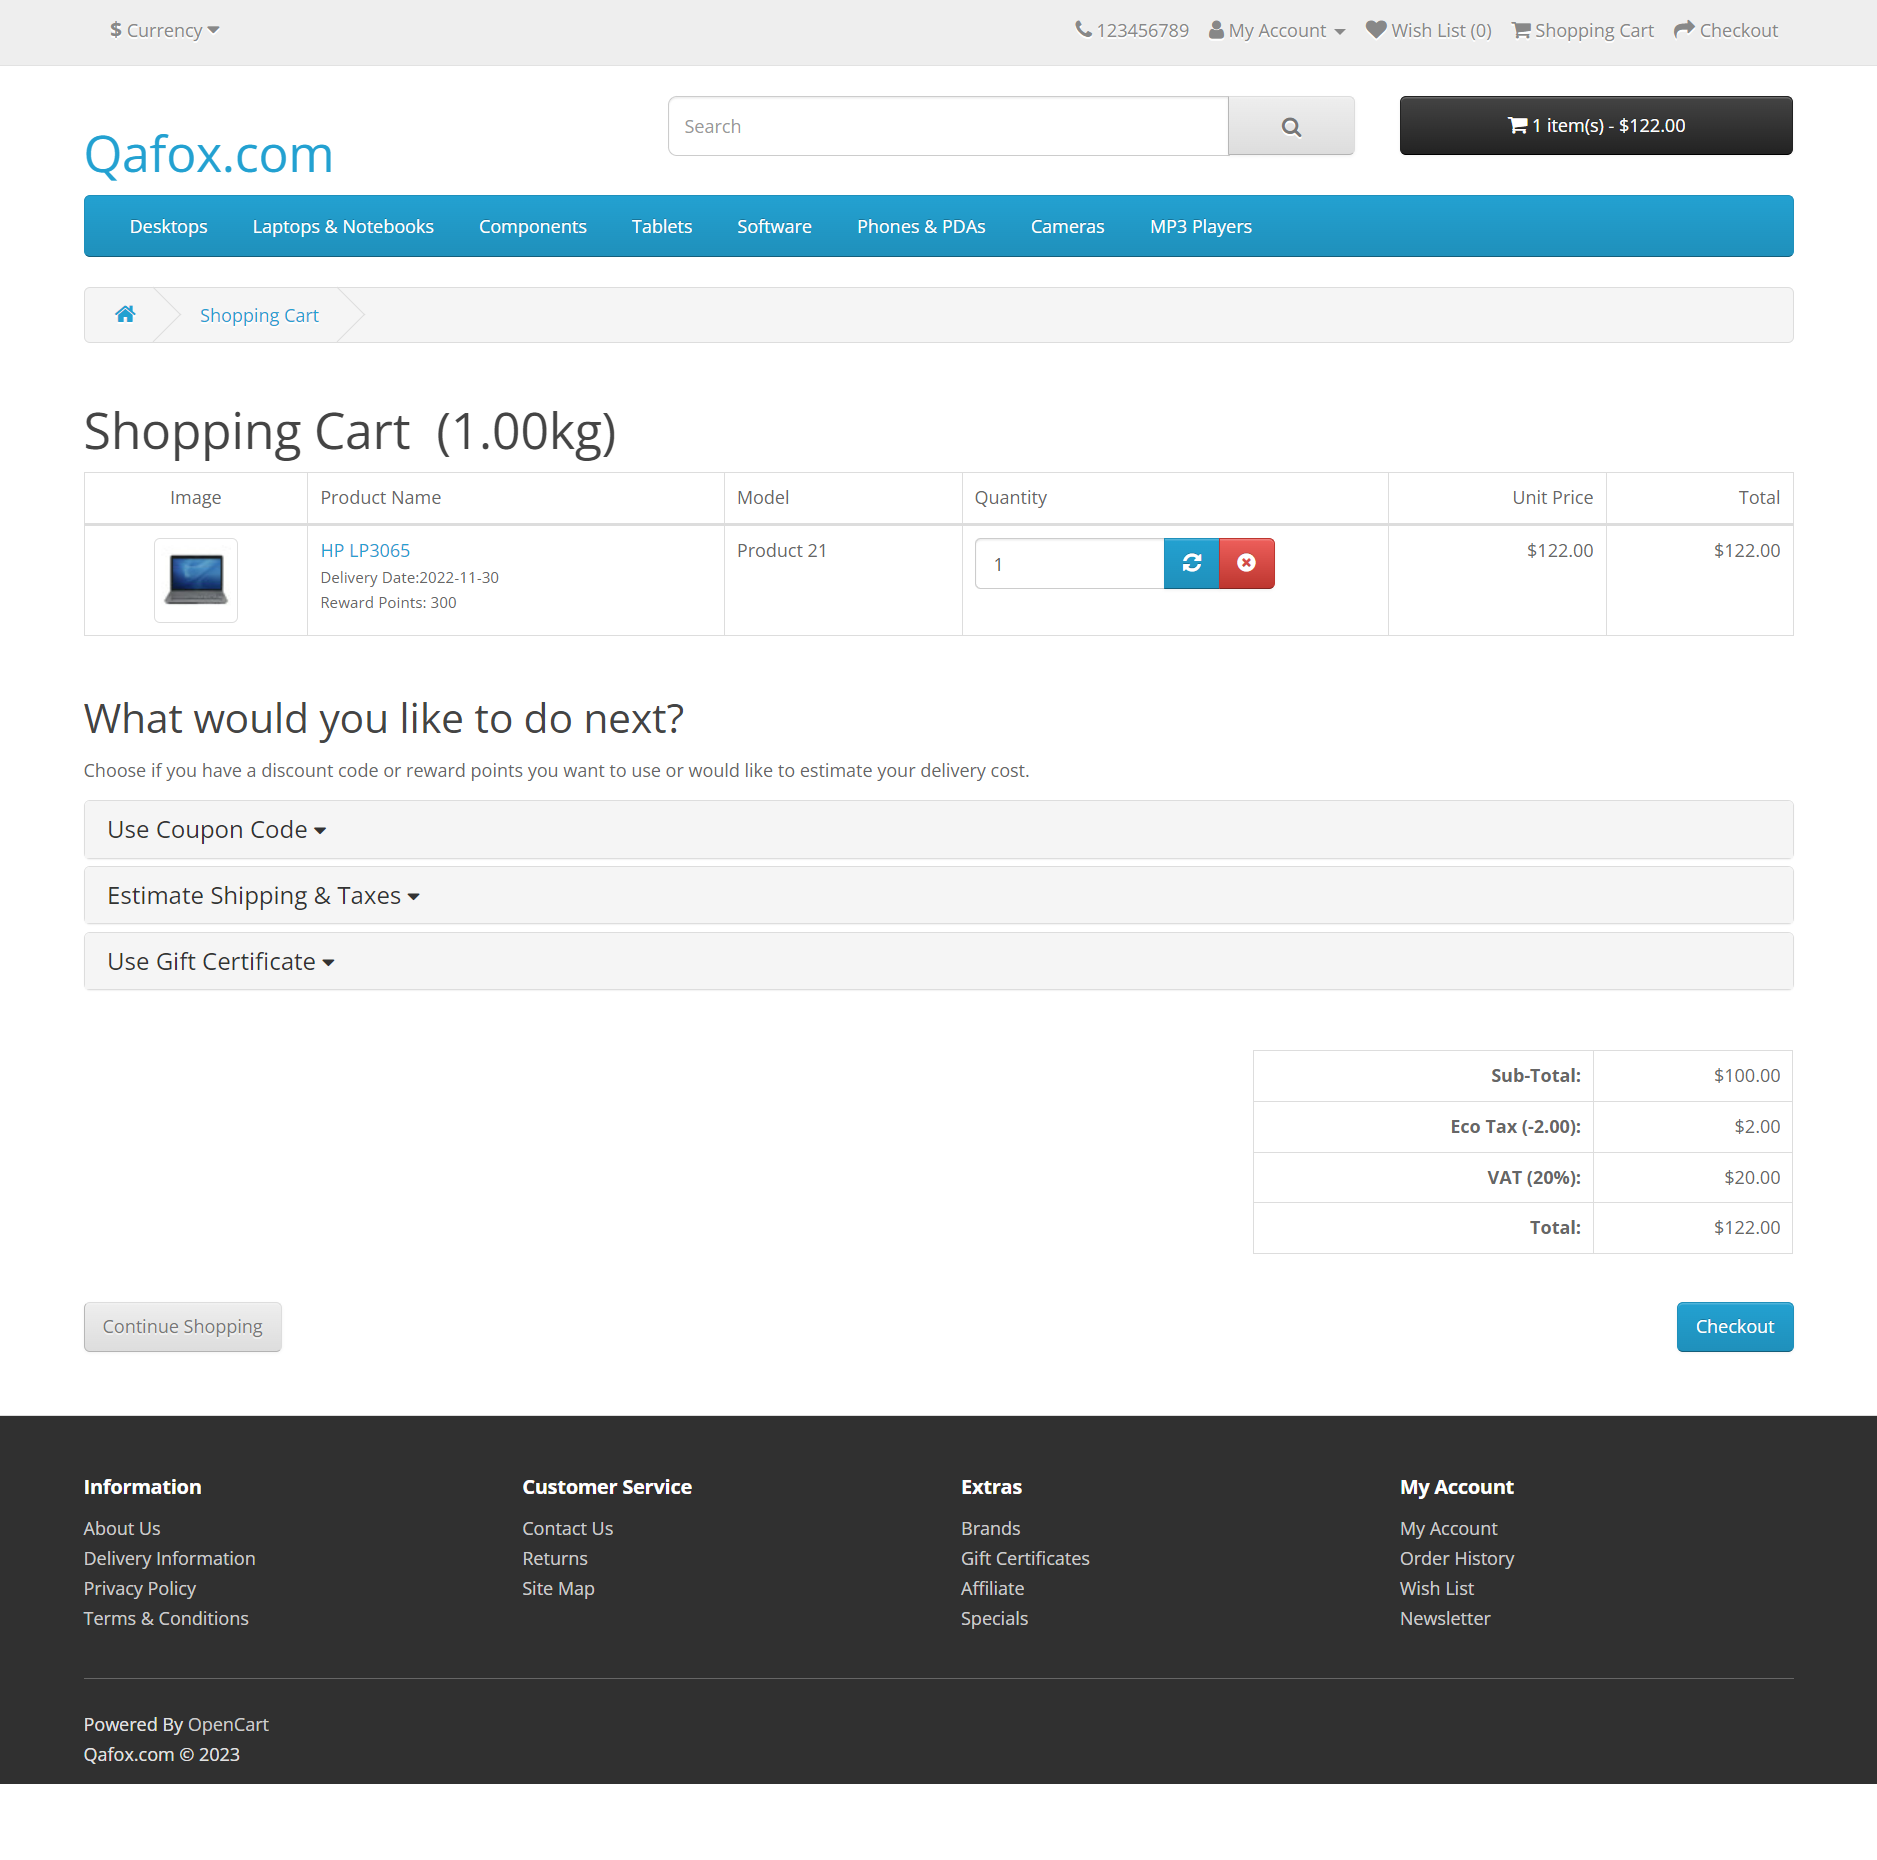 $ Currency
123456789 My Account Wish List (0) Shopping Cart Checkout
Qafox.com
Search
1 item(s) - $122.00
Desktops Laptops & Notebooks Components Tablets Software Phones & PDAs Cameras MP3 Players
Shopping Cart
Shopping Cart (1.00kg)
Image Product Name Model Quantity Unit Price Total
HP LP3065 Product 21 1 $122.00 $122.00
Delivery Date:2022-11-30
Reward Points: 300
What would you like to do next?
Choose if you have a discount code or reward points you want to use or would like to estimate your delivery cost.
Use Coupon Code
Estimate Shipping & Taxes
Use Gift Certificate
Sub-Total: $100.00
Eco Tax (-2.00): $2.00
VAT (20%): $20.00
Total: $122.00
Continue Shopping Checkout
Information
About Us
Delivery Information
Privacy Policy
Terms & Conditions
Customer Service
Contact Us
Returns
Site Map
Extras
Brands
Gift Certificates
Affiliate
Specials
My Account
My Account
Order History
Wish List
Newsletter
Powered By OpenCart
Qafox.com © 2023